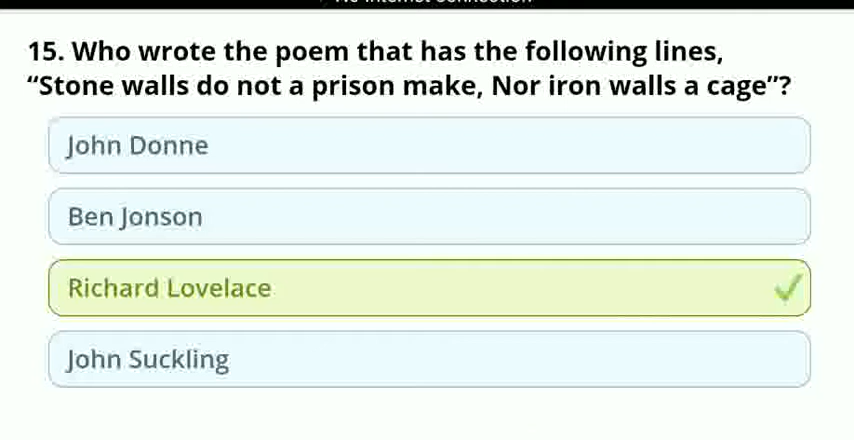 15. Who wrote the poem that has the following lines,
“Stone walls do not a prison make, Nor iron walls a cage”?
John Donne
Ben Jonson
Richard Lovelace
John Suckling